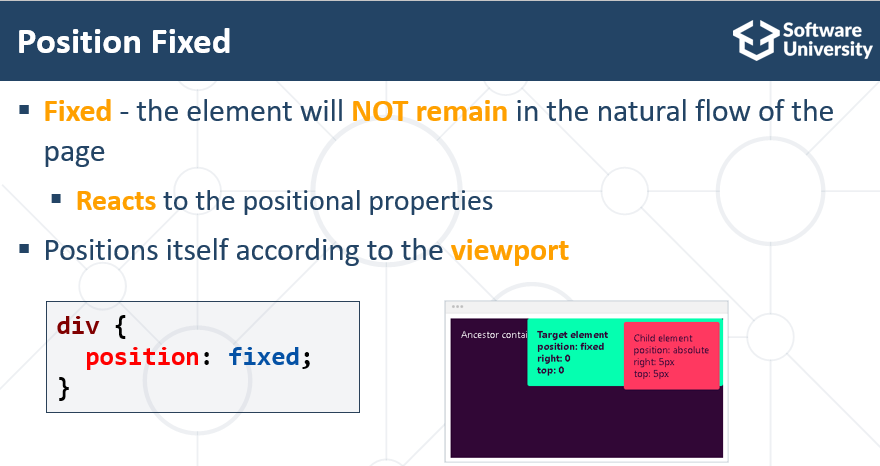 Position Fixed
Software
University
Fixed - the element will NOT remain in the natural flow of the
page
Reacts to the positional properties
Positions itself according to the viewport
div {
position: fixed;
}
Ancestor contai
Target element
position: fixed
right: 0
top: 0
Child element
position: absolute
right: 5px
top: 5px